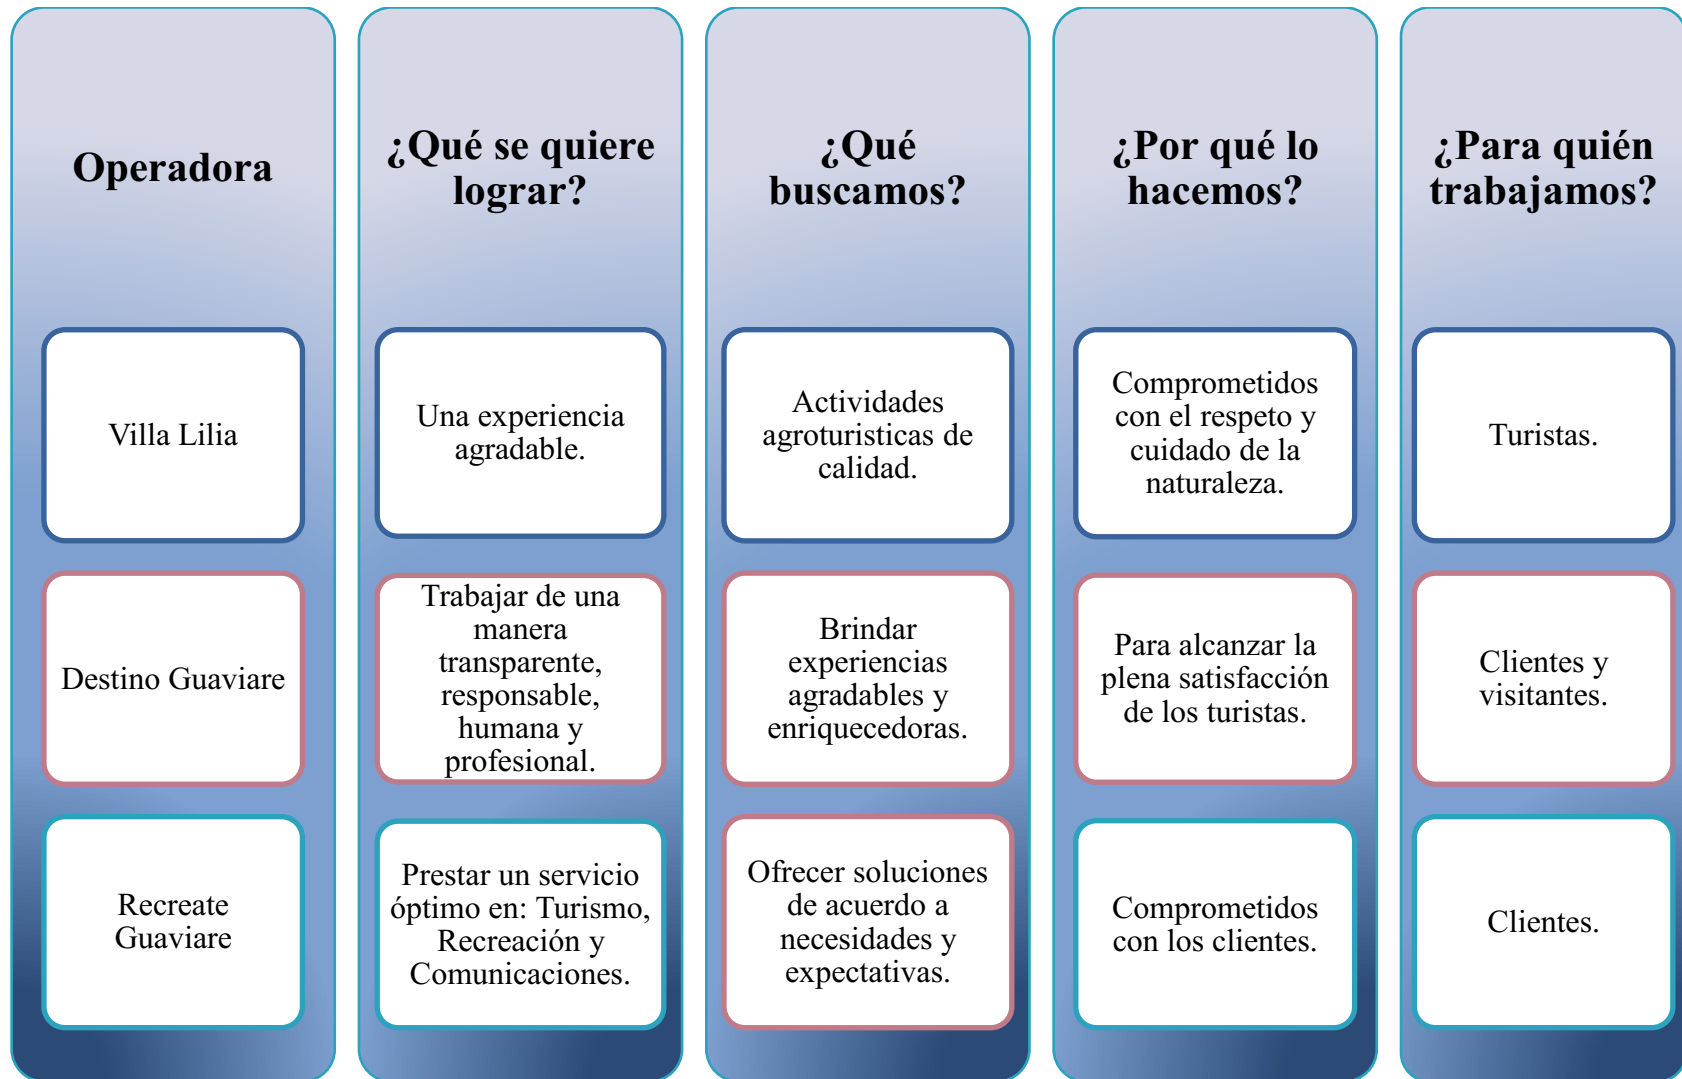 Operadora
¿Qué se quiere
lograr?
¿Qué
buscamos?
¿Por qué lo
hacemos?
¿Para quién
trabajamos?
Villa Lilia
Una experiencia
agradable.
Actividades
agroturisticas de
calidad.
Comprometidos
con el respeto y
cuidado de la
naturaleza.
Turistas.
Destino Guaviare
Trabajar de una
manera
transparente,
responsable,
humana y
profesional.
Brindar
experiencias
agradables y
enriquecedoras.
Para alcanzar la
plena satisfacción
de los turistas.
Clientes y
visitantes.
Recreate
Guaviare
Prestar un servicio
óptimo en: Turismo,
Recreación y
Comunicaciones.
Ofrecer soluciones
de acuerdo a
necesidades y
expectativas.
Comprometidos
con los clientes.
Clientes.